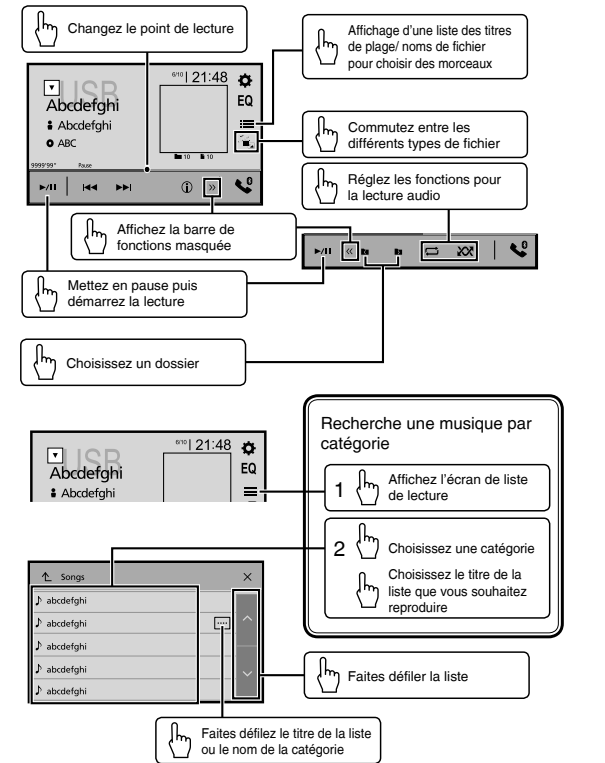 Changez le point de lecture
Affichage d'une liste des titres
de plage/ noms de fichier
pour choisir des morceaux
USB
6/10 | 21:48
Abcdefghi
EQ
Abcdefghi
ABC
10 10
9999'99" Pause
Commutez entre les
différents types de fichier
Réglez les fonctions pour
la lecture audio
Affichez la barre de
fonctions masquée
Mettez en pause puis
démarrez la lecture
Choisissez un dossier
Recherche une musique par
catégorie
USB
6/10 | 21:48
Abcdefghi
EQ
Abcdefghi
1 Affichez l'écran de liste
de lecture
2 Choisissez une catégorie
Choisissez le titre de la
liste que vous souhaitez
reproduire
Songs
abcdefghi
abcdefghi
abcdefghi
abcdefghi
abcdefghi
Faites défiler la liste
Faites défilez le titre de la liste
ou le nom de la catégorie